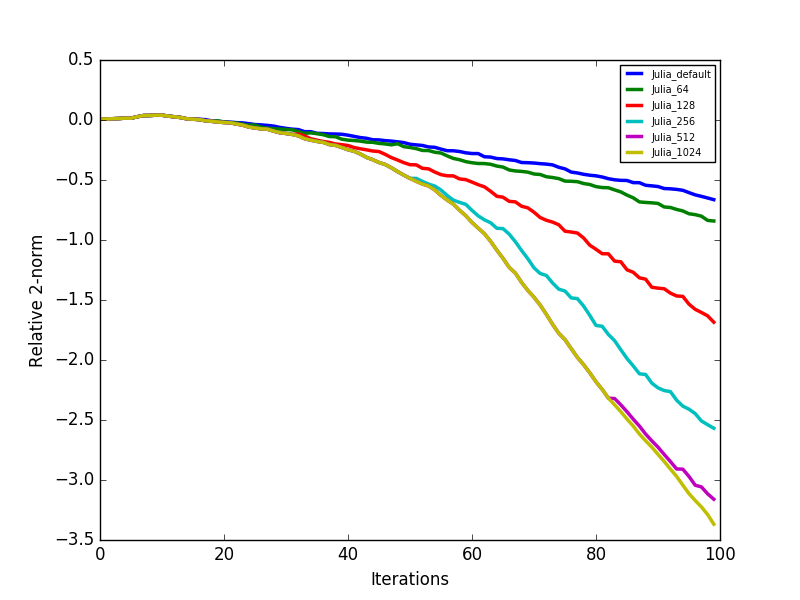 0.5
0.0
−0.5
−1.0
−1.5
−2.0
−2.5
−3.0
−3.5
Relative 2-norm
Julia_default
Julia_64
Julia_128
Julia_256
Julia_512
Julia_1024
0 20 40 60 80 100
Iterations